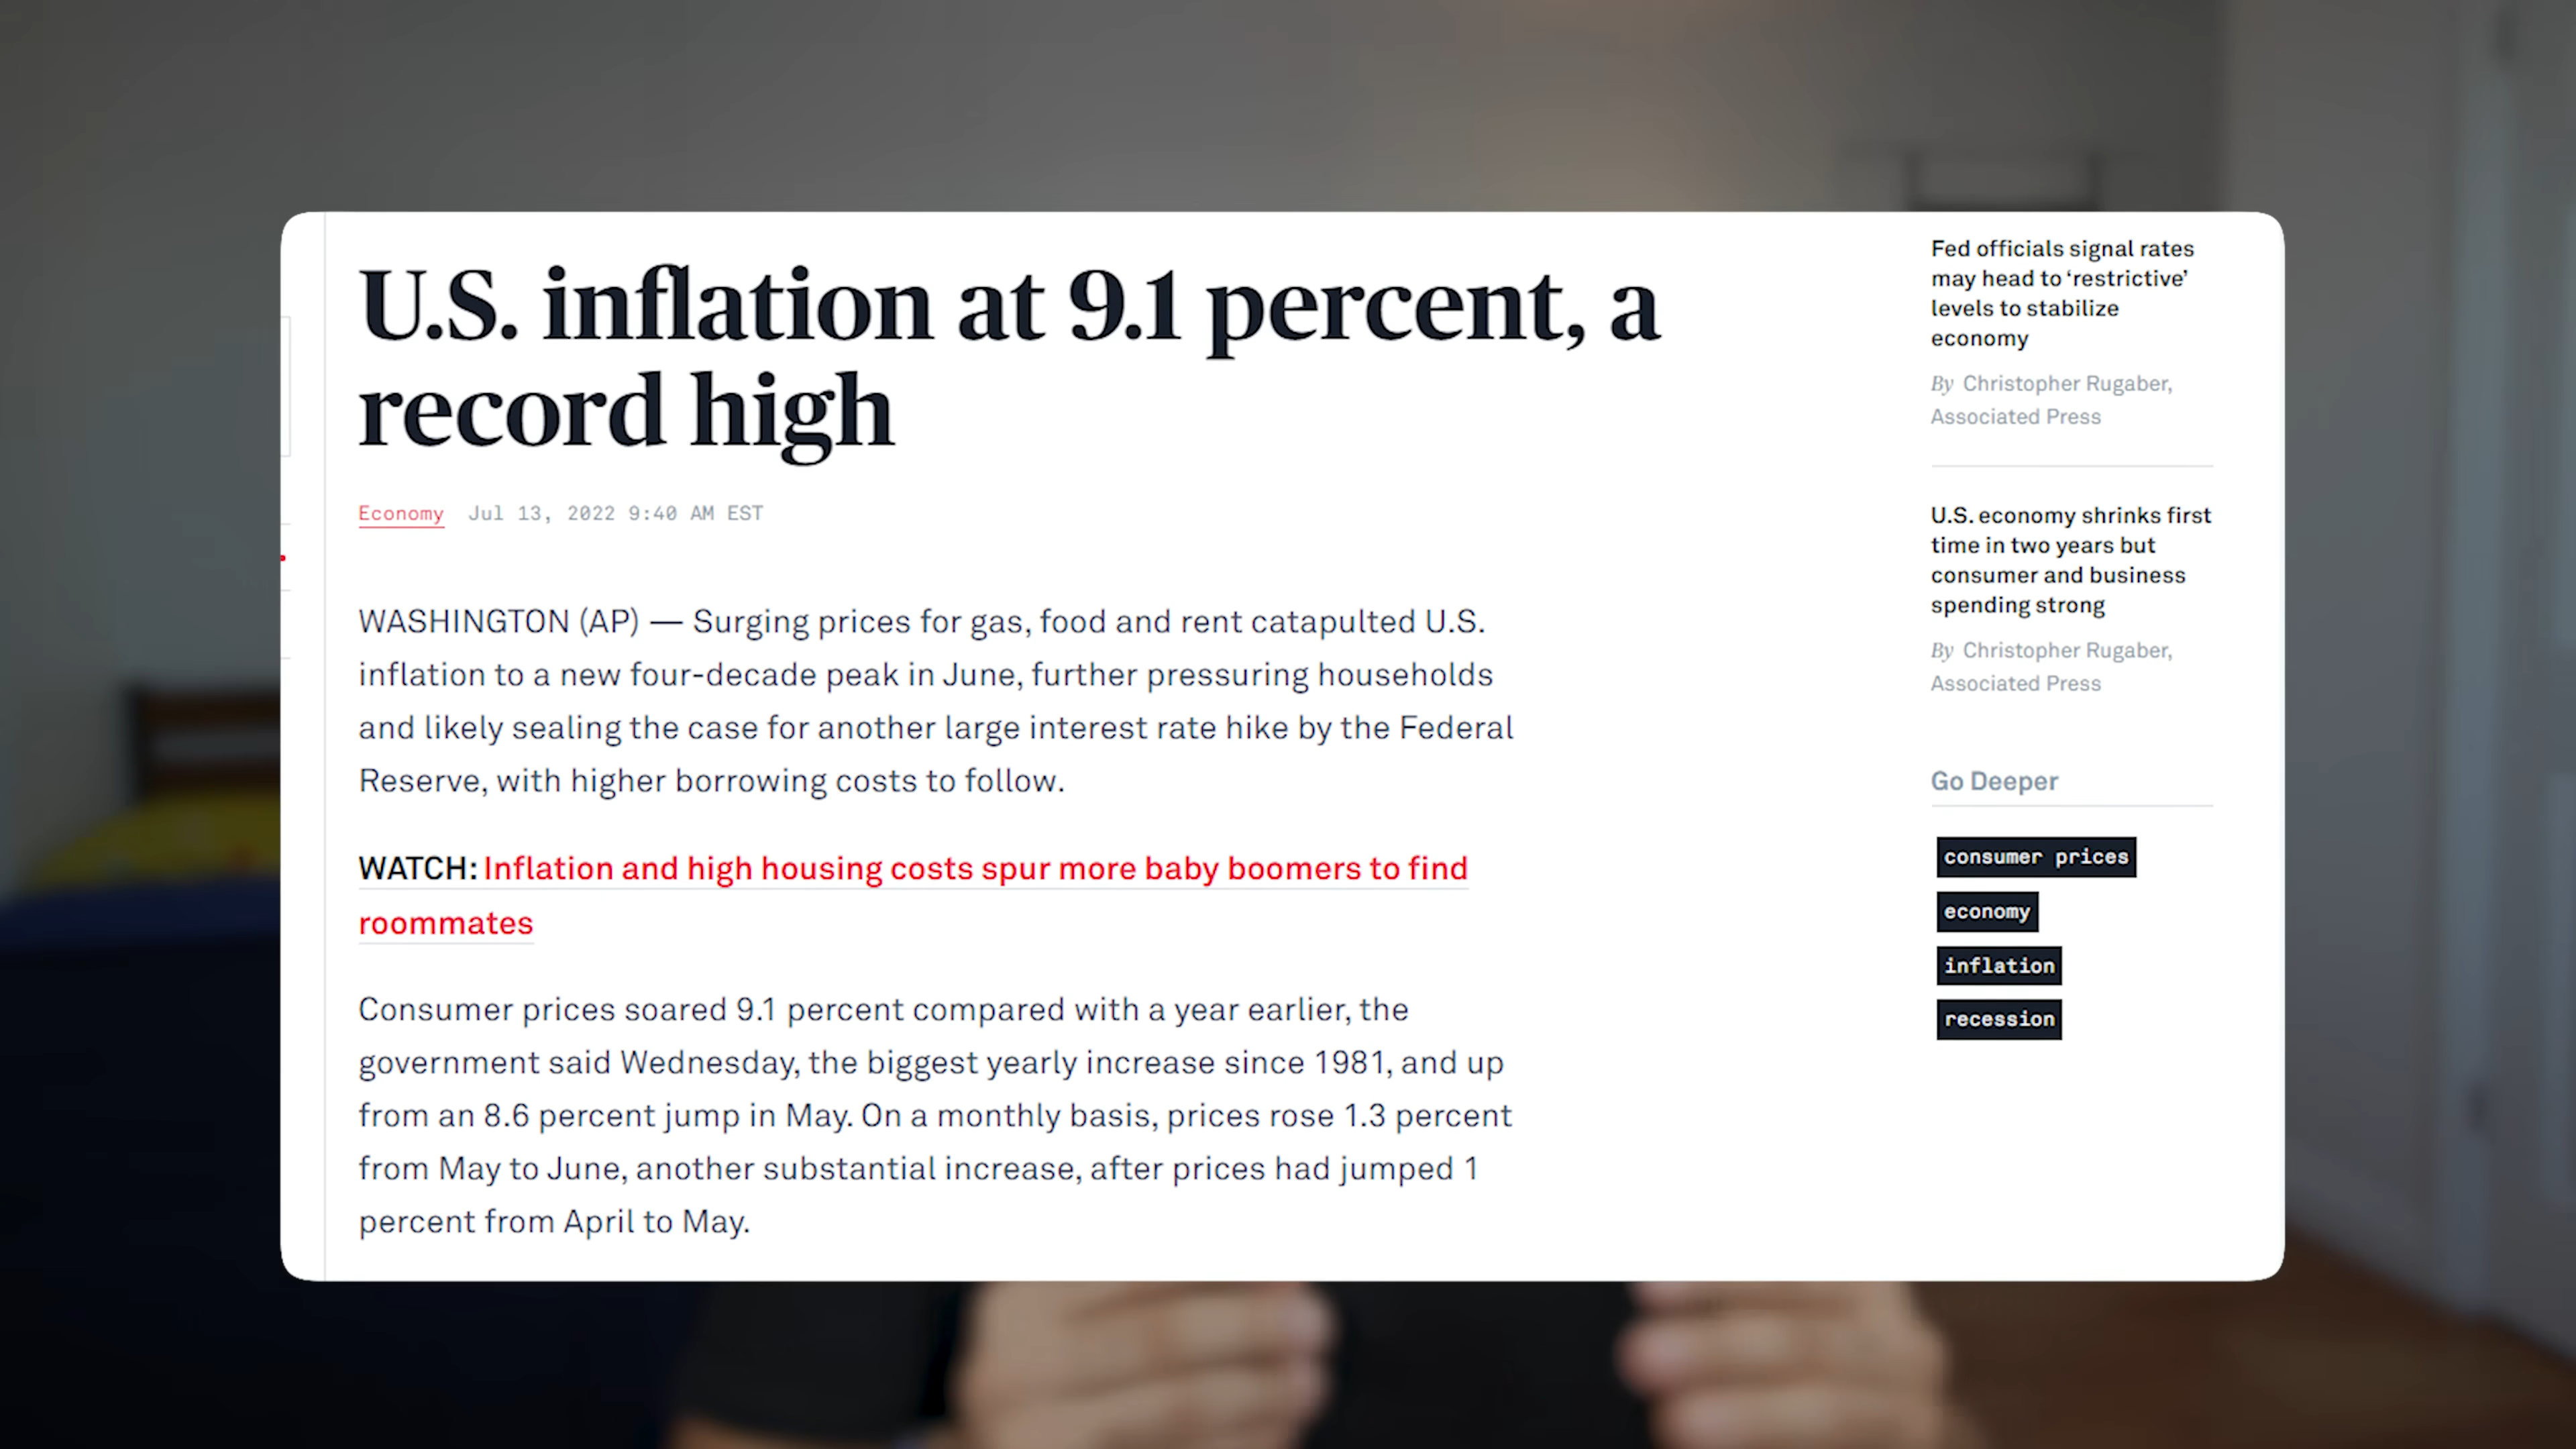 U.S. inflation at 9.1 percent, a
record high
Economy Jul 13, 2022 9:40 AM EST
WASHINGTON (AP) — Surging prices for gas, food and rent catapulted U.S.
inflation to a new four-decade peak in June, further pressuring households
and likely sealing the case for another large interest rate hike by the Federal
Reserve, with higher borrowing costs to follow.
WATCH: Inflation and high housing costs spur more baby boomers to find
roommates
Consumer prices soared 9.1 percent compared with a year earlier, the
government said Wednesday, the biggest yearly increase since 1981, and up
from an 8.6 percent jump in May. On a monthly basis, prices rose 1.3 percent
from May to June, another substantial increase, after prices had jumped 1
percent from April to May.
Fed officials signal rates
may head to ‘restrictive’
levels to stabilize
economy
By Christopher Rugaber,
Associated Press
U.S. economy shrinks first
time in two years but
consumer and business
spending strong
By Christopher Rugaber,
Associated Press
Go Deeper
consumer prices
economy
inflation
recession